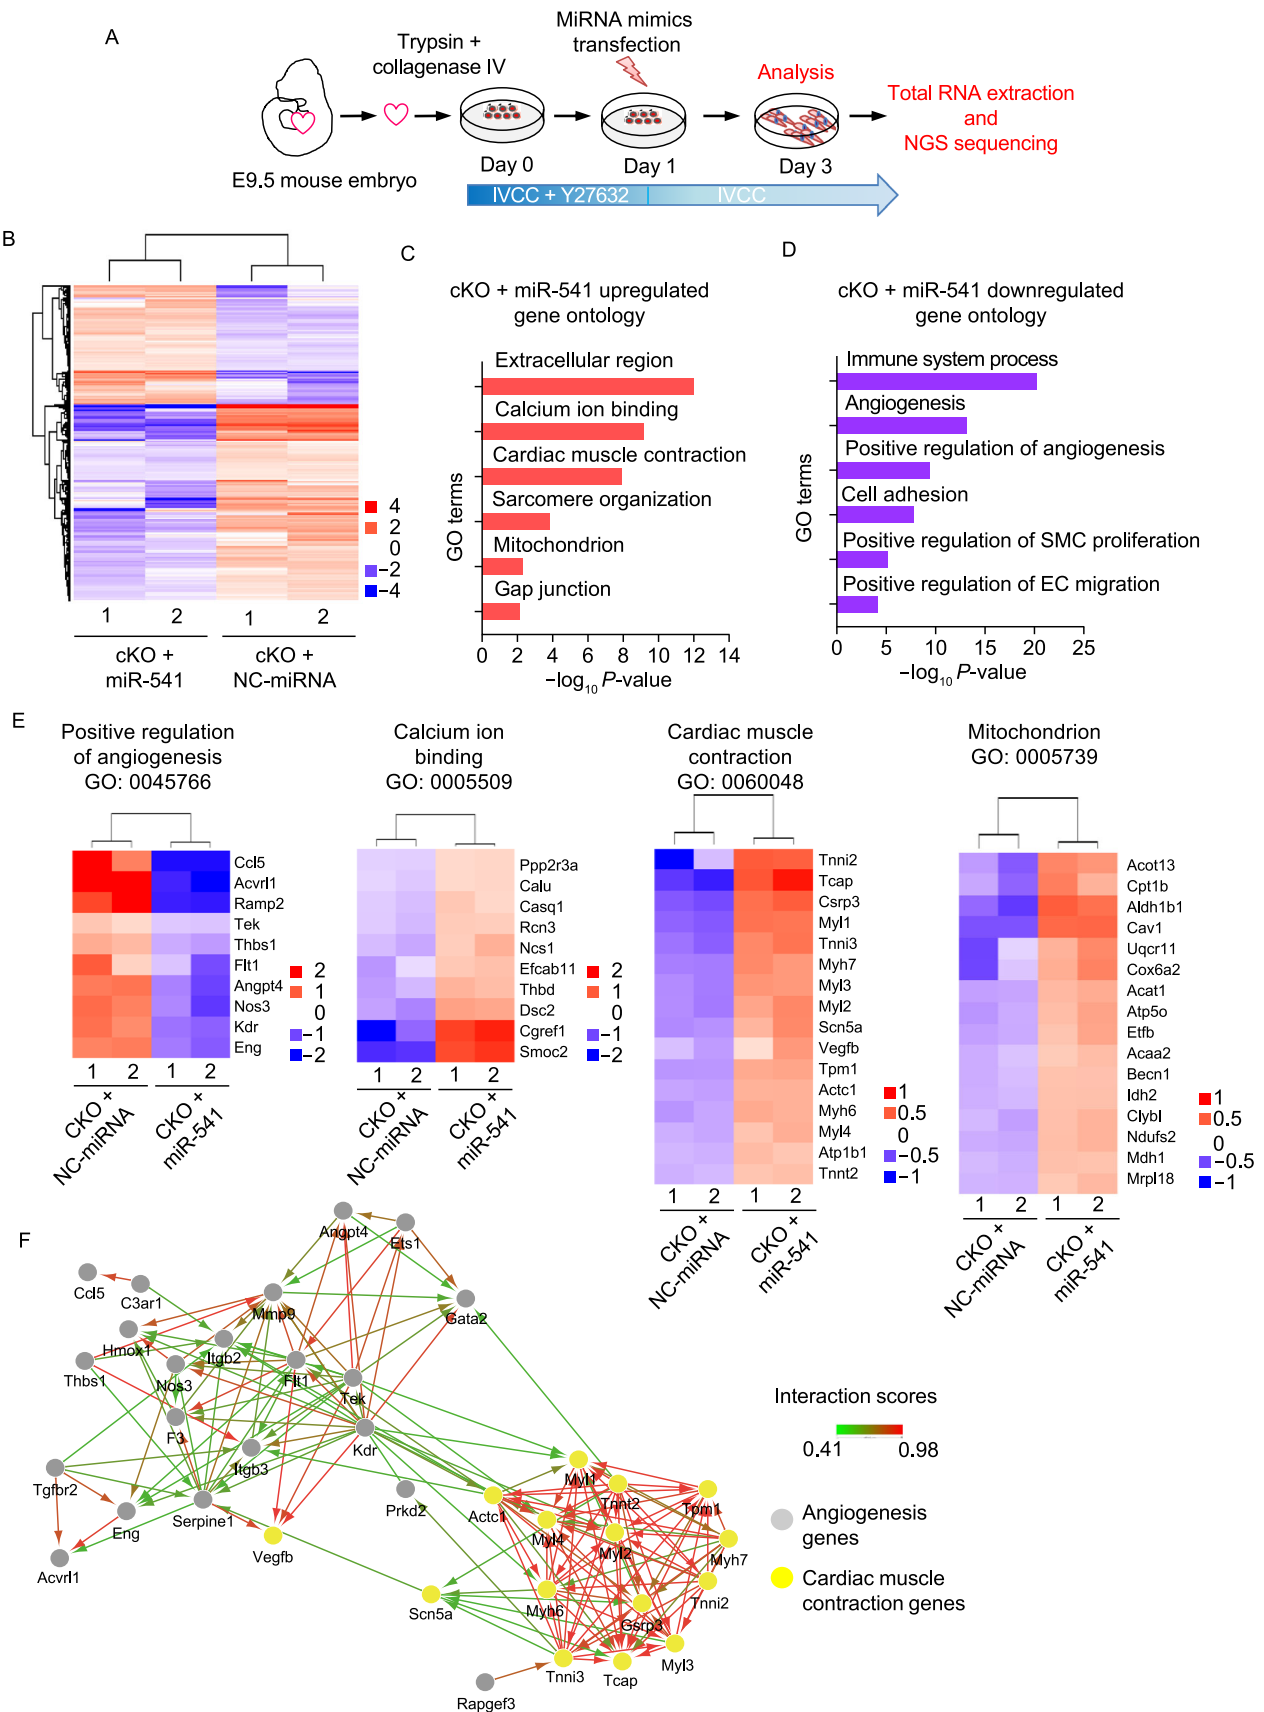 A
Trypsin +
collagenase IV
MiRNA mimics
transfection
Analysis
Total RNA extraction
and
NGS sequencing
E9.5 mouse embryo
Day 0
Day 1
Day 3
IVCC + Y27632
IVCC
B
4
2
0
−2
−4
1 2 1 2
cKO +
miR-541
cKO +
NC-miRNA
C
cKO + miR-541 upregulated
gene ontology
GO terms
Extracellular region
Calcium ion binding
Cardiac muscle contraction
Sarcomere organization
Mitochondrion
Gap junction
0 2 4 6 8 10 12 14
−log10 P-value
D
cKO + miR-541 downregulated
gene ontology
GO terms
Immune system process
Angiogenesis
Positive regulation of angiogenesis
Cell adhesion
Positive regulation of SMC proliferation
Positive regulation of EC migration
0 5 10 15 20 25
−log10 P-value
E
Positive regulation
of angiogenesis
GO: 0045766
Ccl5
Acvrl1
Ramp2
Tek
Thbs1
Flt1
Angpt4
Nos3
Kdr
Eng
2
1
0
−1
−2
1 2 1 2
CKO +
NC-miRNA
CKO +
miR-541
Calcium ion
binding
GO: 0005509
Ppp2r3a
Calu
Casq1
Rcn3
Ncs1
Efcab11
Thbd
Dsc2
Cgref1
Smoc2
2
1
0
−1
−2
1 2 1 2
CKO +
NC-miRNA
CKO +
miR-541
Cardiac muscle
contraction
GO: 0060048
Tnni2
Tcap
Csrp3
Myl1
Tnni3
Myh7
Myl3
Myl2
Scn5a
Vegfb
Tpm1
Actc1
Myh6
Myl4
Atp1b1
Tnnt2
1
0.5
0
−0.5
−1
1 2 1 2
CKO +
NC-miRNA
CKO +
miR-541
Mitochondrion
GO: 0005739
Acot13
Cpt1b
Aldh1b1
Cav1
Uqcr11
Cox6a2
Acat1
Atp5o
Etfb
Acaa2
Becn1
Idh2
Clybl
Ndufs2
Mdh1
Mrpl18
1
0.5
0
−0.5
−1
1 2 1 2
CKO +
NC-miRNA
CKO +
miR-541
F
Angpt4
Ets1
Ccl5
C3ar1
Mmp9
Gata2
Hmox1
Itgb2
Thbs1
Nos3
Flt1
Tek
F3
Kdr
Itgb3
Tgfbr2
Eng
Serpine1
Prkd2
Vegfb
Acvrl1
Myl1
Tnnt2
Tpm1
Actc1
Myl4
Myl2
Myh7
Scn5a
Myh6
Tnni2
Gsrp3
Tnni3
Tcap
Myl3
Rapgef3
Interaction scores
0.41 0.98
Angiogenesis
genes
Cardiac muscle
contraction genes